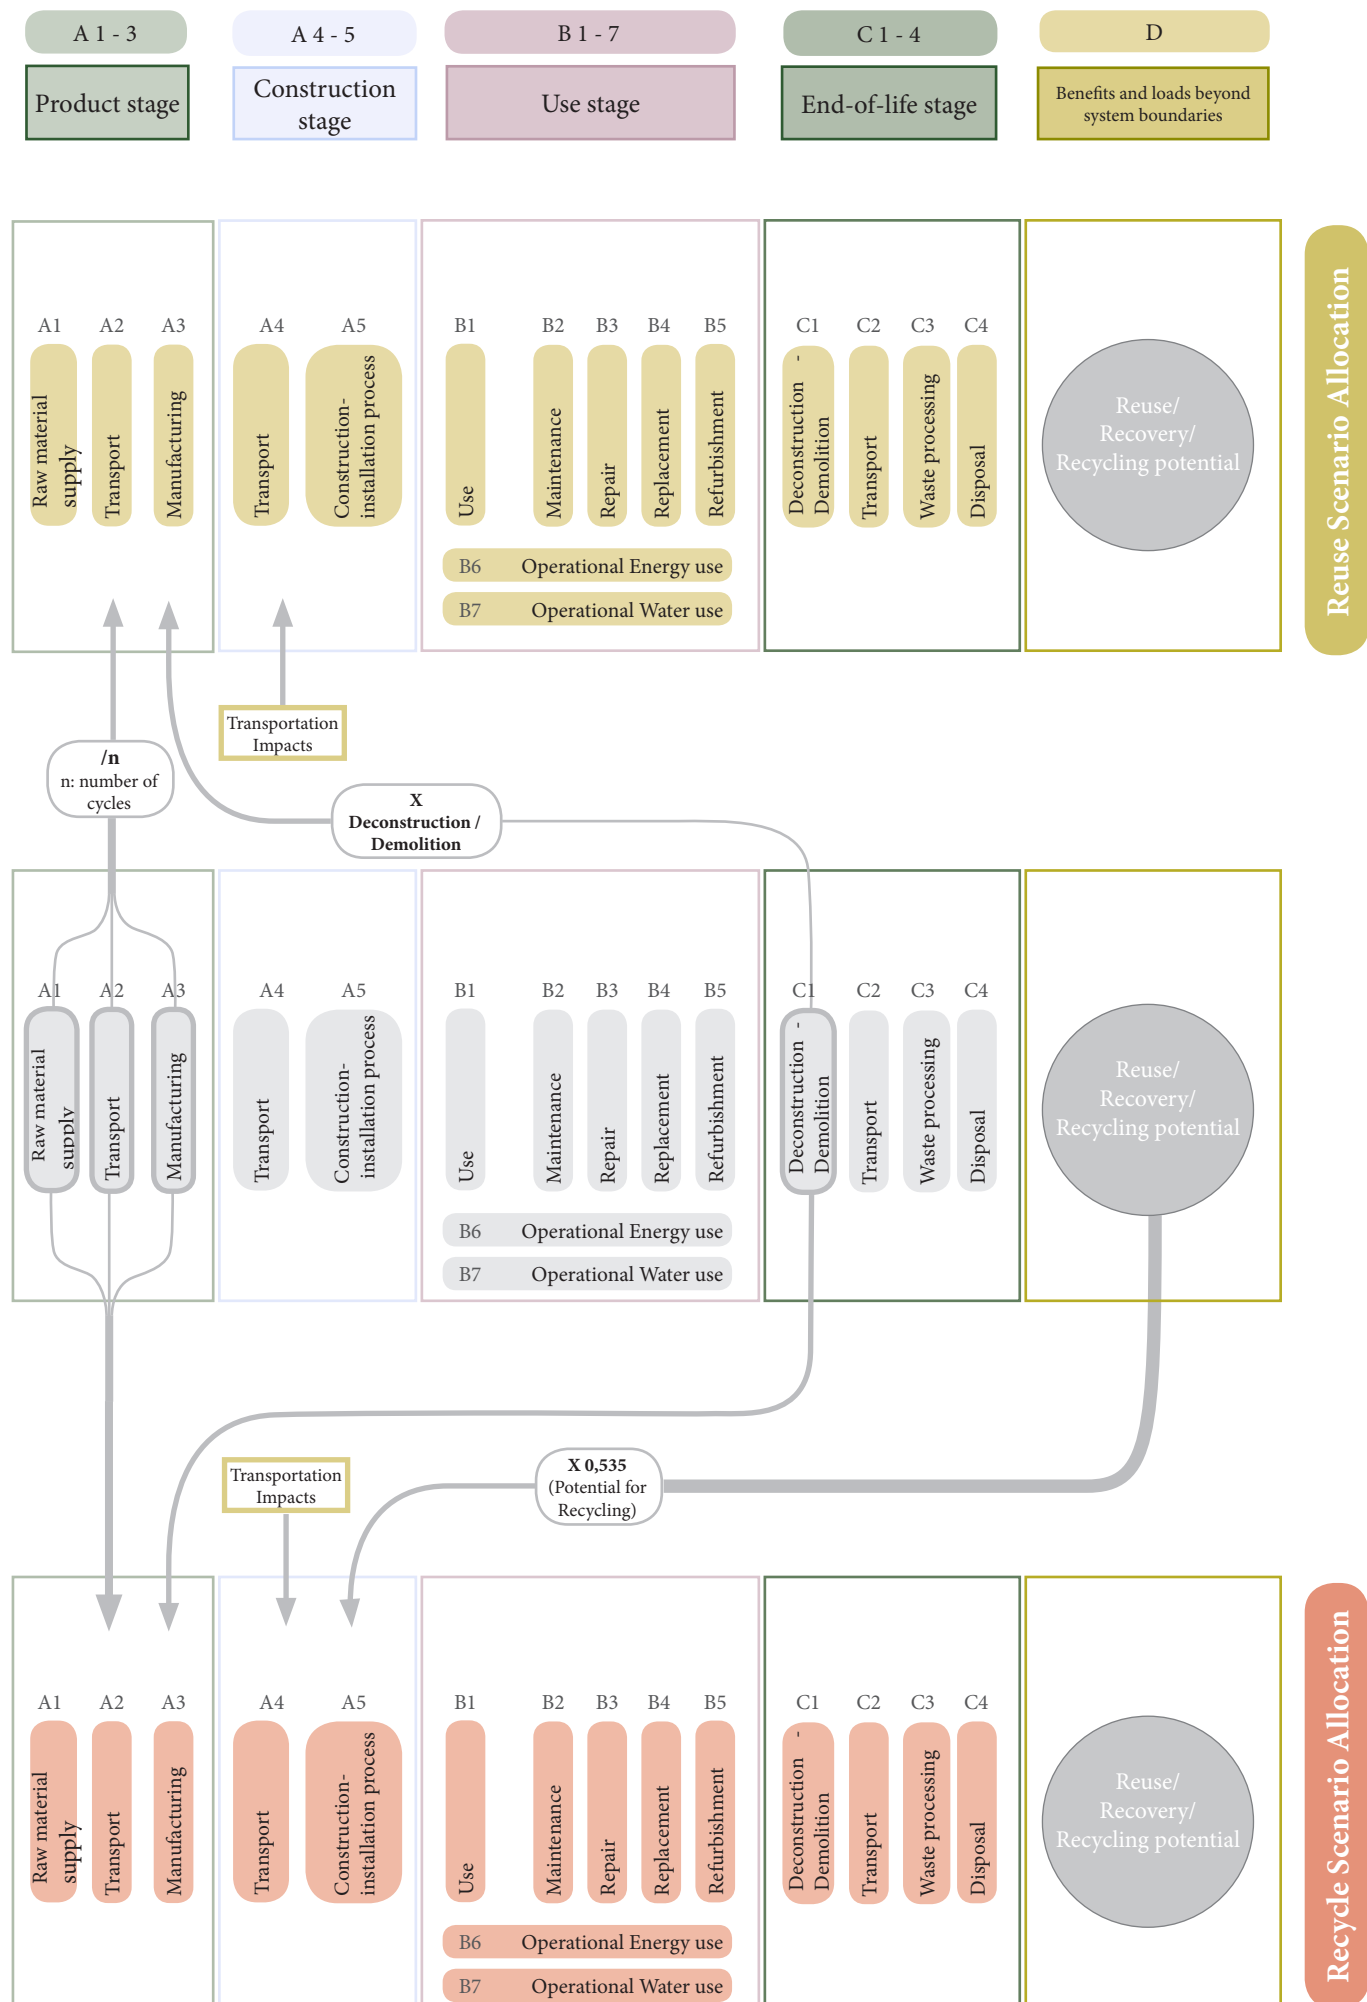 A 1 - 3
A 4 - 5
B 1 - 7
C 1 - 4
D
Product stage
Construction
stage
Use stage
End-of-life stage
Benefits and loads beyond
system boundaries
Reuse Scenario Allocation
A1
A2
A3
A4
A5
B1
B2
B3
B4
B5
C1
C2
C3
C4
Raw material
supply
Transport
Manufacturing
Transport
Construction-
installation process
Use
Maintenance
Repair
Replacement
Refurbishment
Deconstruction -
Demolition
Transport
Waste processing
Disposal
Reuse/
Recovery/
Recycling potential
B6 Operational Energy use
B7 Operational Water use
Transportation
Impacts
/n
n: number of
cycles
X
Deconstruction /
Demolition
A1
A2
A3
A4
A5
B1
B2
B3
B4
B5
C1
C2
C3
C4
Raw material
supply
Transport
Manufacturing
Transport
Construction-
installation process
Use
Maintenance
Repair
Replacement
Refurbishment
Deconstruction -
Demolition
Transport
Waste processing
Disposal
Reuse/
Recovery/
Recycling potential
B6 Operational Energy use
B7 Operational Water use
Transportation
Impacts
X 0,535
(Potential for
Recycling)
Recycle Scenario Allocation
A1
A2
A3
A4
A5
B1
B2
B3
B4
B5
C1
C2
C3
C4
Raw material
supply
Transport
Manufacturing
Transport
Construction-
installation process
Use
Maintenance
Repair
Replacement
Refurbishment
Deconstruction -
Demolition
Transport
Waste processing
Disposal
Reuse/
Recovery/
Recycling potential
B6 Operational Energy use
B7 Operational Water use